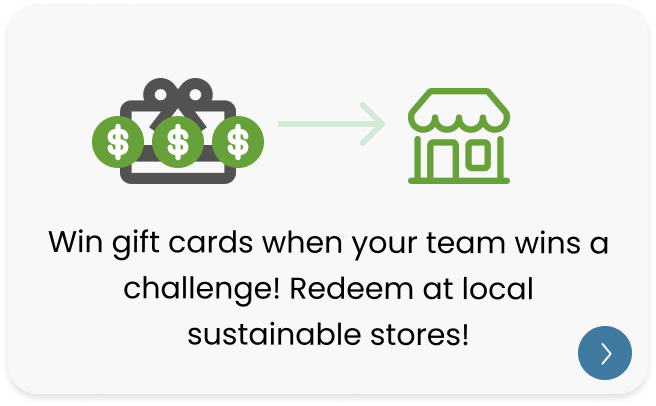 $ $ $
Win gift cards when your team wins a
challenge! Redeem at local
sustainable stores!